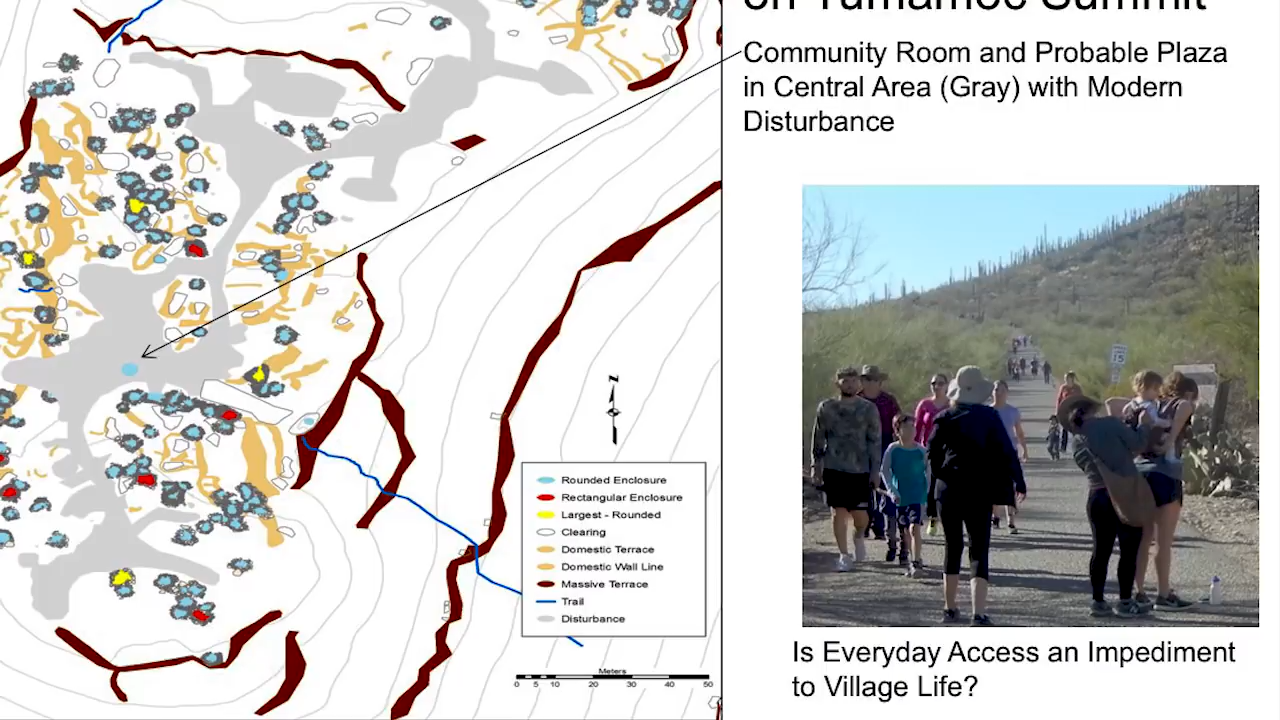 on Tumamoc Summit
Community Room and Probable Plaza
in Central Area (Gray) with Modern
Disturbance
N
Rounded Enclosure
Rectangular Enclosure
Largest - Rounded
Clearing
Domestic Terrace
Domestic Wall Line
Massive Terrace
Trail
Disturbance
Meters
0 5 10 20 30 40 50
15
Is Everyday Access an Impediment
to Village Life?